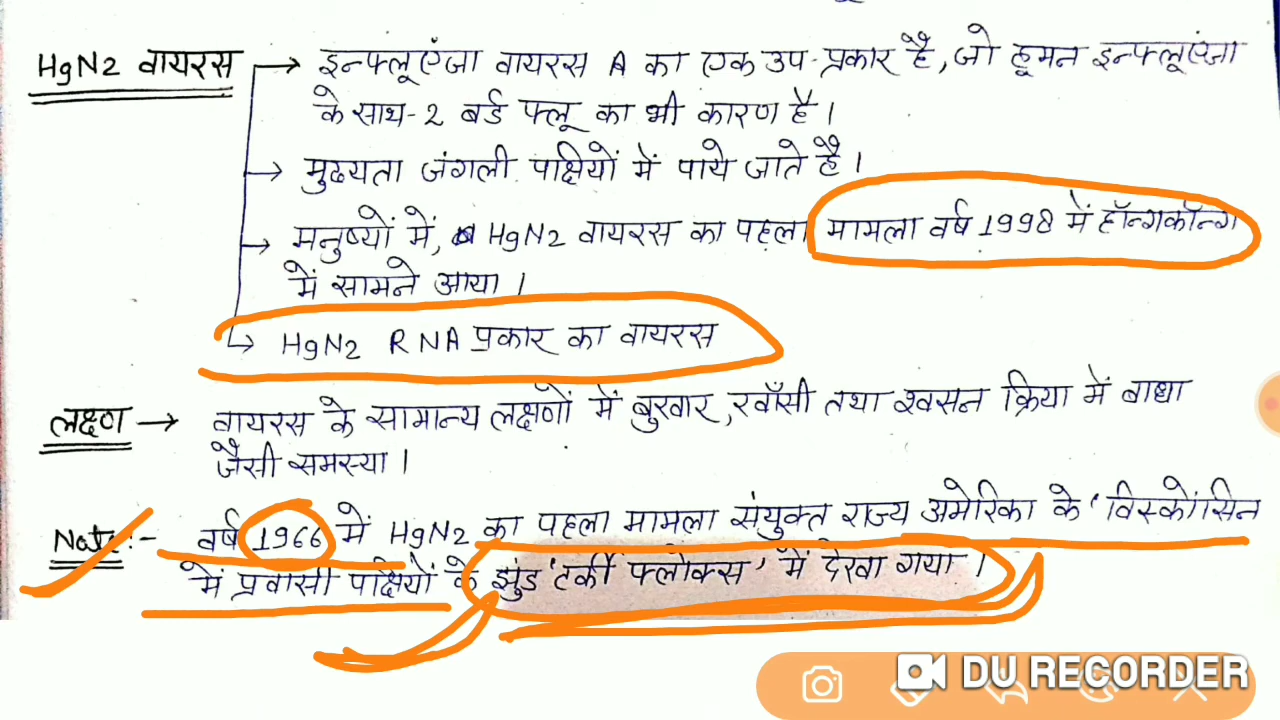 HgN2 वायरस → इन्फ्लूएंजा वायरस A का एक उप-प्रकार है, जो हूमन इन्फ्लूएंजा
के साथ-2 बर्ड फ्लू का भी कारण है।
→ मुख्यता जंगली पक्षियों में पाये जाते है।
→ मनुष्यों में, HgN2 वायरस का पहला मामला वर्ष 1998 में हॉन्गकॉन्ग
में सामने आया।
↳ HgN2 RNA प्रकार का वायरस
लक्ष्ण → वायरस के सामान्य लक्षणों में बुखार, खाँसी तथा श्वसन क्रिया में बाधा
जैसी समस्या।
Note:- वर्ष 1966 में HgN2 का पहला मामला संयुक्त राज्य अमेरिका के 'विस्कोंसिन
में प्रवासी पक्षियों के झुंड 'टर्की फ्लोक्स' में देखा गया।
DU RECORDER